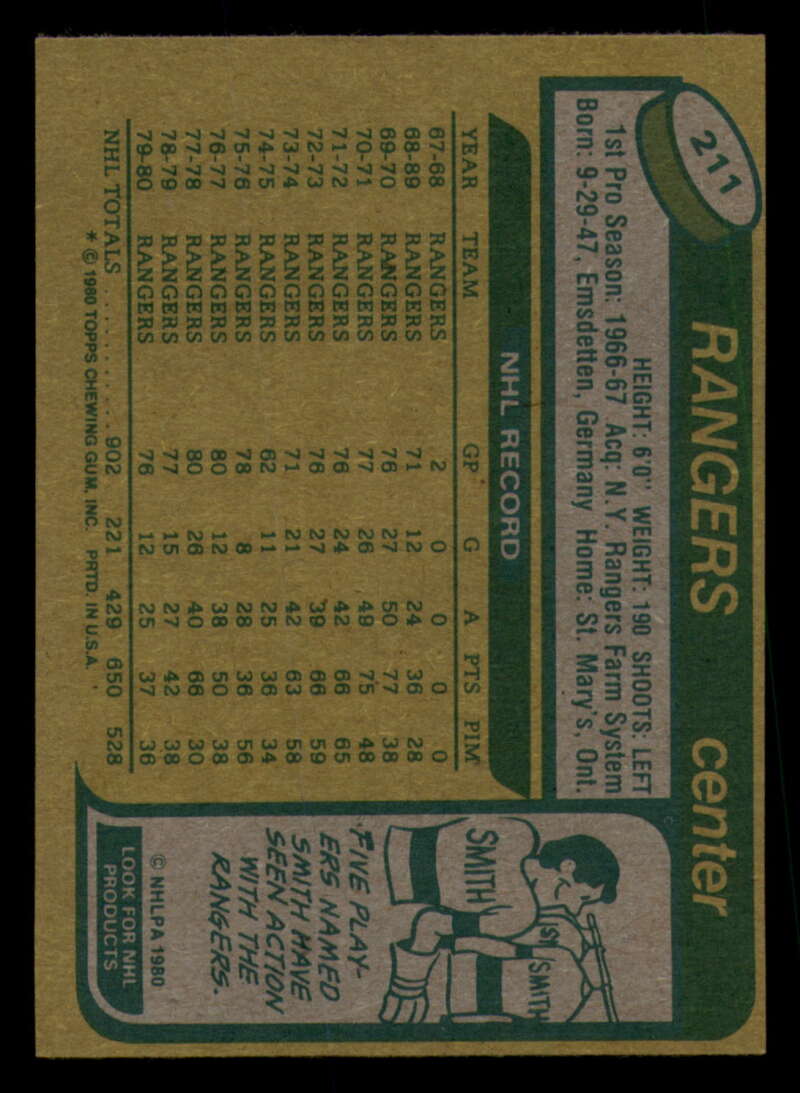 211
RANGERS center
HEIGHT: 6'0" WEIGHT: 190 SHOOTS: LEFT
1st Pro Season: 1966-67 Acq: N.Y. Rangers Farm System
Born: 9-29-47, Emsdetten, Germany Home: St. Mary's, Ont.
NHL RECORD
YEAR TEAM GP G A PTS PIM
67-68 RANGERS 2 0 0 0 0
68-89 RANGERS 71 12 24 36 28
69-70 RANGERS 76 27 50 77 38
70-71 RANGERS 77 26 49 75 48
71-72 RANGERS 76 24 42 66 65
72-73 RANGERS 76 27 39 66 59
73-74 RANGERS 71 21 42 63 58
74-75 RANGERS 62 11 25 36 34
75-76 RANGERS 78 8 28 36 56
76-77 RANGERS 80 12 38 50 38
77-78 RANGERS 80 26 40 66 30
78-79 RANGERS 77 15 27 42 38
79-80 RANGERS 76 12 25 37 36
NHL TOTALS .......... 902 221 429 650 528
* © 1980 TOPPS CHEWING GUM, INC. PRTD. IN U.S.A.
SMITH
SMITH
FIVE PLAY-
ERS NAMED
SMITH HAVE
SEEN ACTION
WITH THE
RANGERS.
© NHLPA 1980
LOOK FOR NHL
PRODUCTS